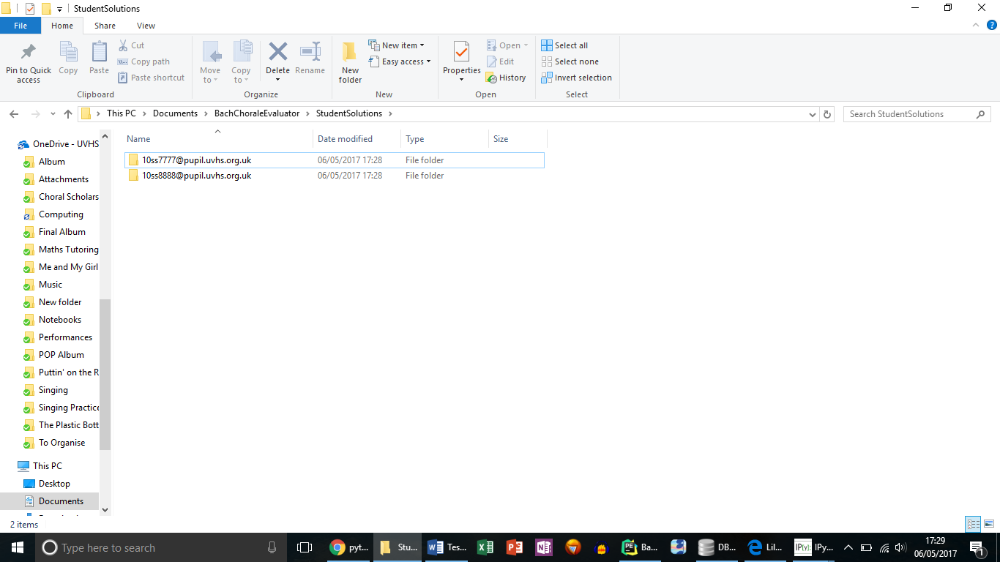 StudentSolutions
File Home Share View
Pin to Quick access
Copy
Paste
Cut
Copy path
Paste shortcut
Clipboard
Move to
Copy to
Delete
Rename
Organize
New folder
New item
Easy access
New
Properties
Open
Edit
History
Open
Select all
Select none
Invert selection
Select
This PC > Documents > BachChoraleEvaluator > StudentSolutions >
Search StudentSolutions
Name Date modified Type Size
10ss7777@pupil.uvhs.org.uk 06/05/2017 17:28 File folder
10ss8888@pupil.uvhs.org.uk 06/05/2017 17:28 File folder
OneDrive - UVHS
Album
Attachments
Choral Scholars
Computing
Final Album
Maths Tutoring
Me and My Girl
Music
New folder
Notebooks
Performances
POP Album
Puttin' on the R
Singing
Singing Practice
The Plastic Bott
To Organise
This PC
Desktop
Documents
2 items
Type here to search
pyt...
Stu...
Tes...
Ba...
DB...
Lil...
IP[y]: IPy...
17:29
06/05/2017
1